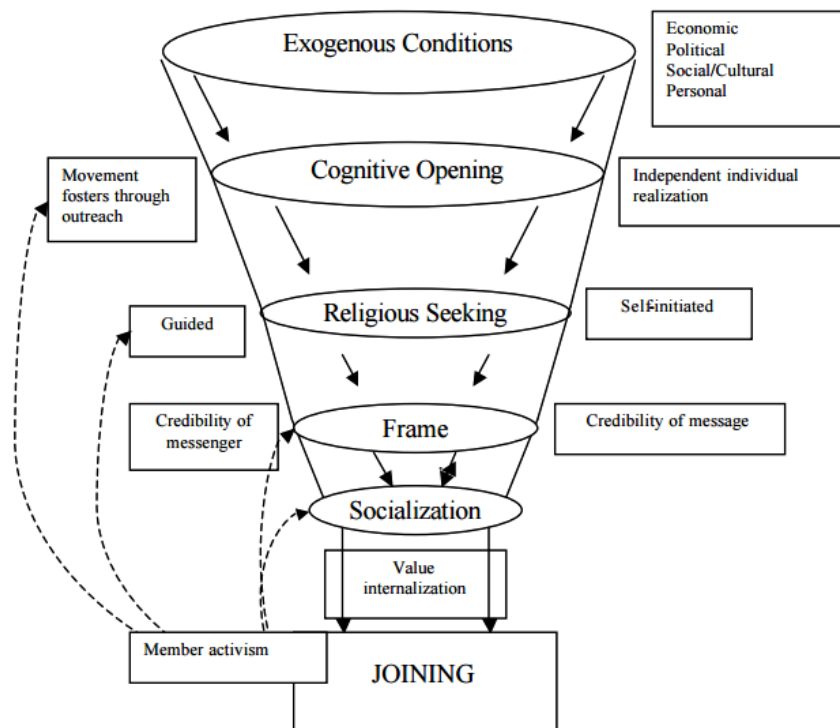 Exogenous Conditions
Economic
Political
Social/Cultural
Personal
Movement
fosters through
outreach
Cognitive Opening
Independent individual
realization
Guided
Religious Seeking
Self-initiated
Credibility of
messenger
Frame
Credibility of message
Socialization
Value
internalization
Member activism
JOINING